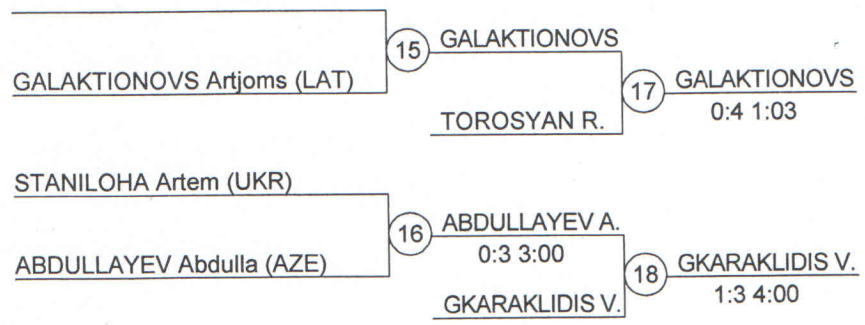 15 GALAKTIONOVS
GALAKTIONOVS Artjoms (LAT)
17 GALAKTIONOVS
0:4 1:03
TOROSYAN R.
STANILOHA Artem (UKR)
16 ABDULLAYEV A.
0:3 3:00
ABDULLAYEV Abdulla (AZE)
18 GKARAKLIDIS V.
1:3 4:00
GKARAKLIDIS V.